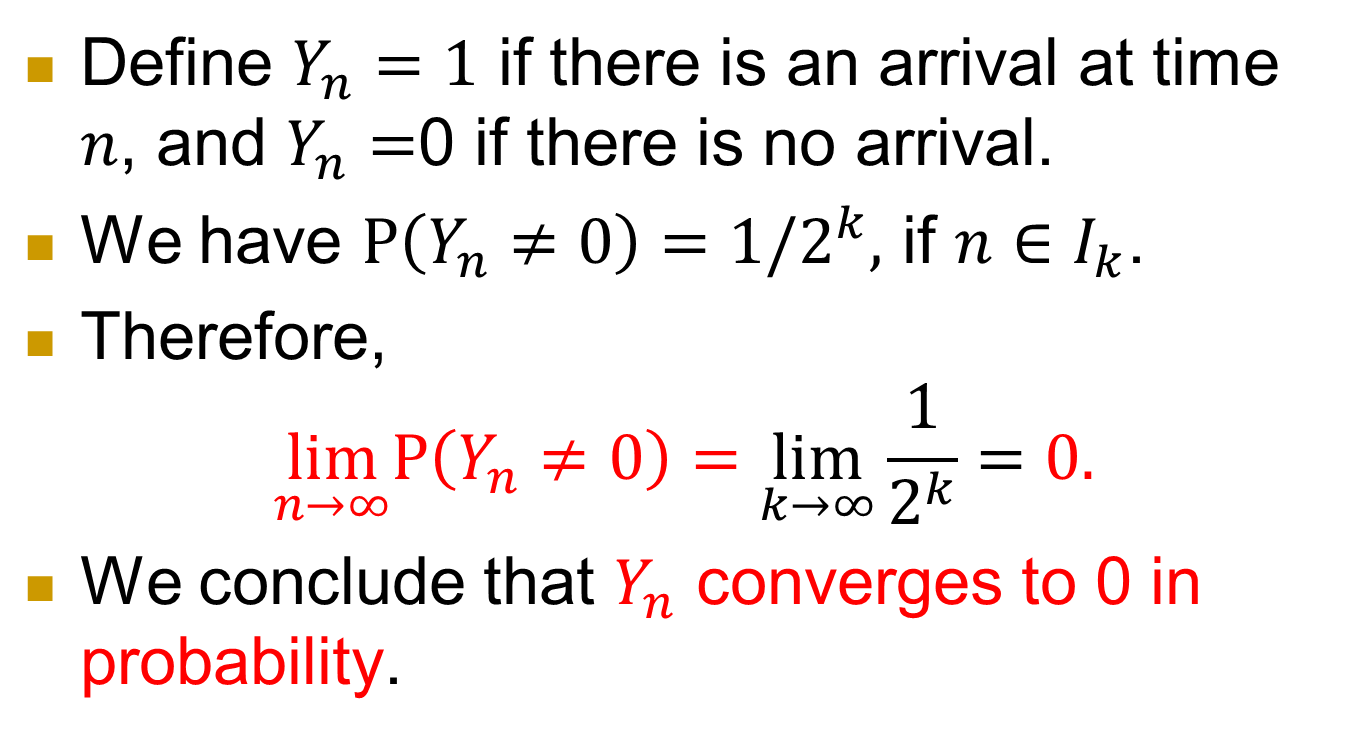 ■ Define Yₙ = 1 if there is an arrival at time
n, and Yₙ =0 if there is no arrival.
■ We have P(Yₙ ≠ 0) = 1/2ᵏ, if n ∈ Iₖ.
■ Therefore,
lim_{n→∞} P(Yₙ ≠ 0) = lim_{k→∞} 1/2ᵏ = 0.
■ We conclude that Yₙ converges to 0 in
probability.